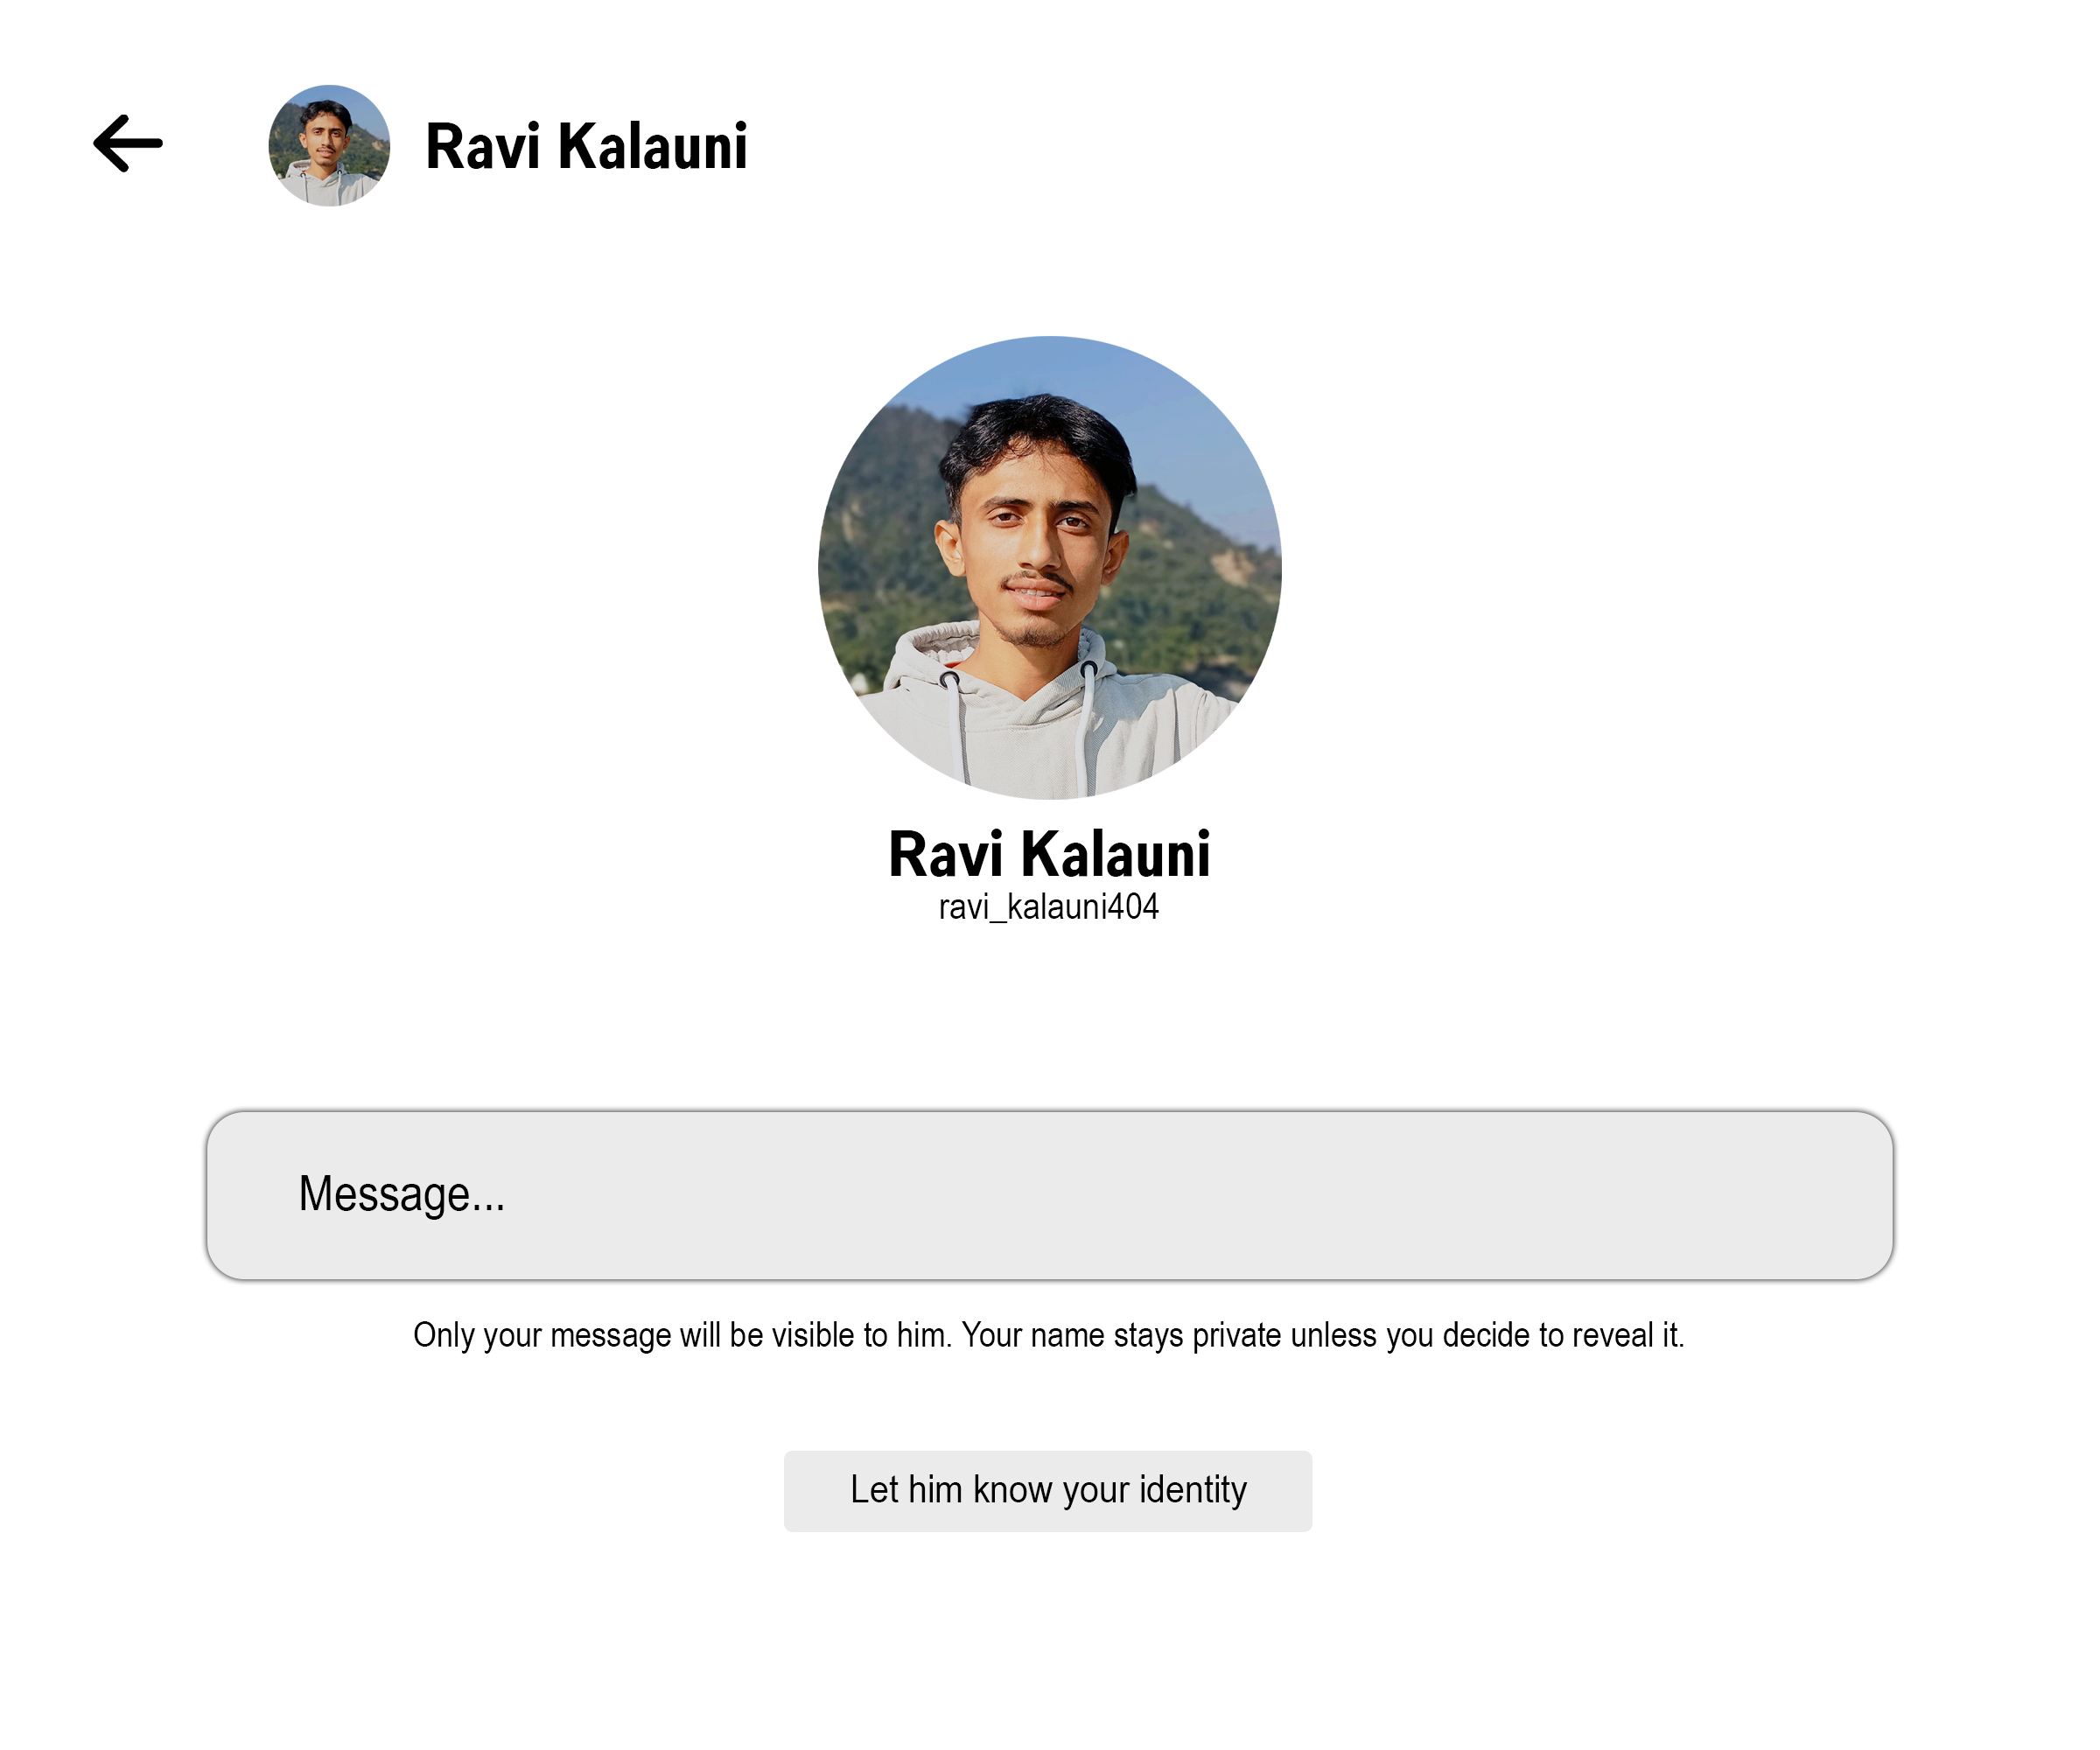 Ravi Kalauni
Ravi Kalauni
ravi_kalauni404
Message...
Only your message will be visible to him. Your name stays private unless you decide to reveal it.
Let him know your identity